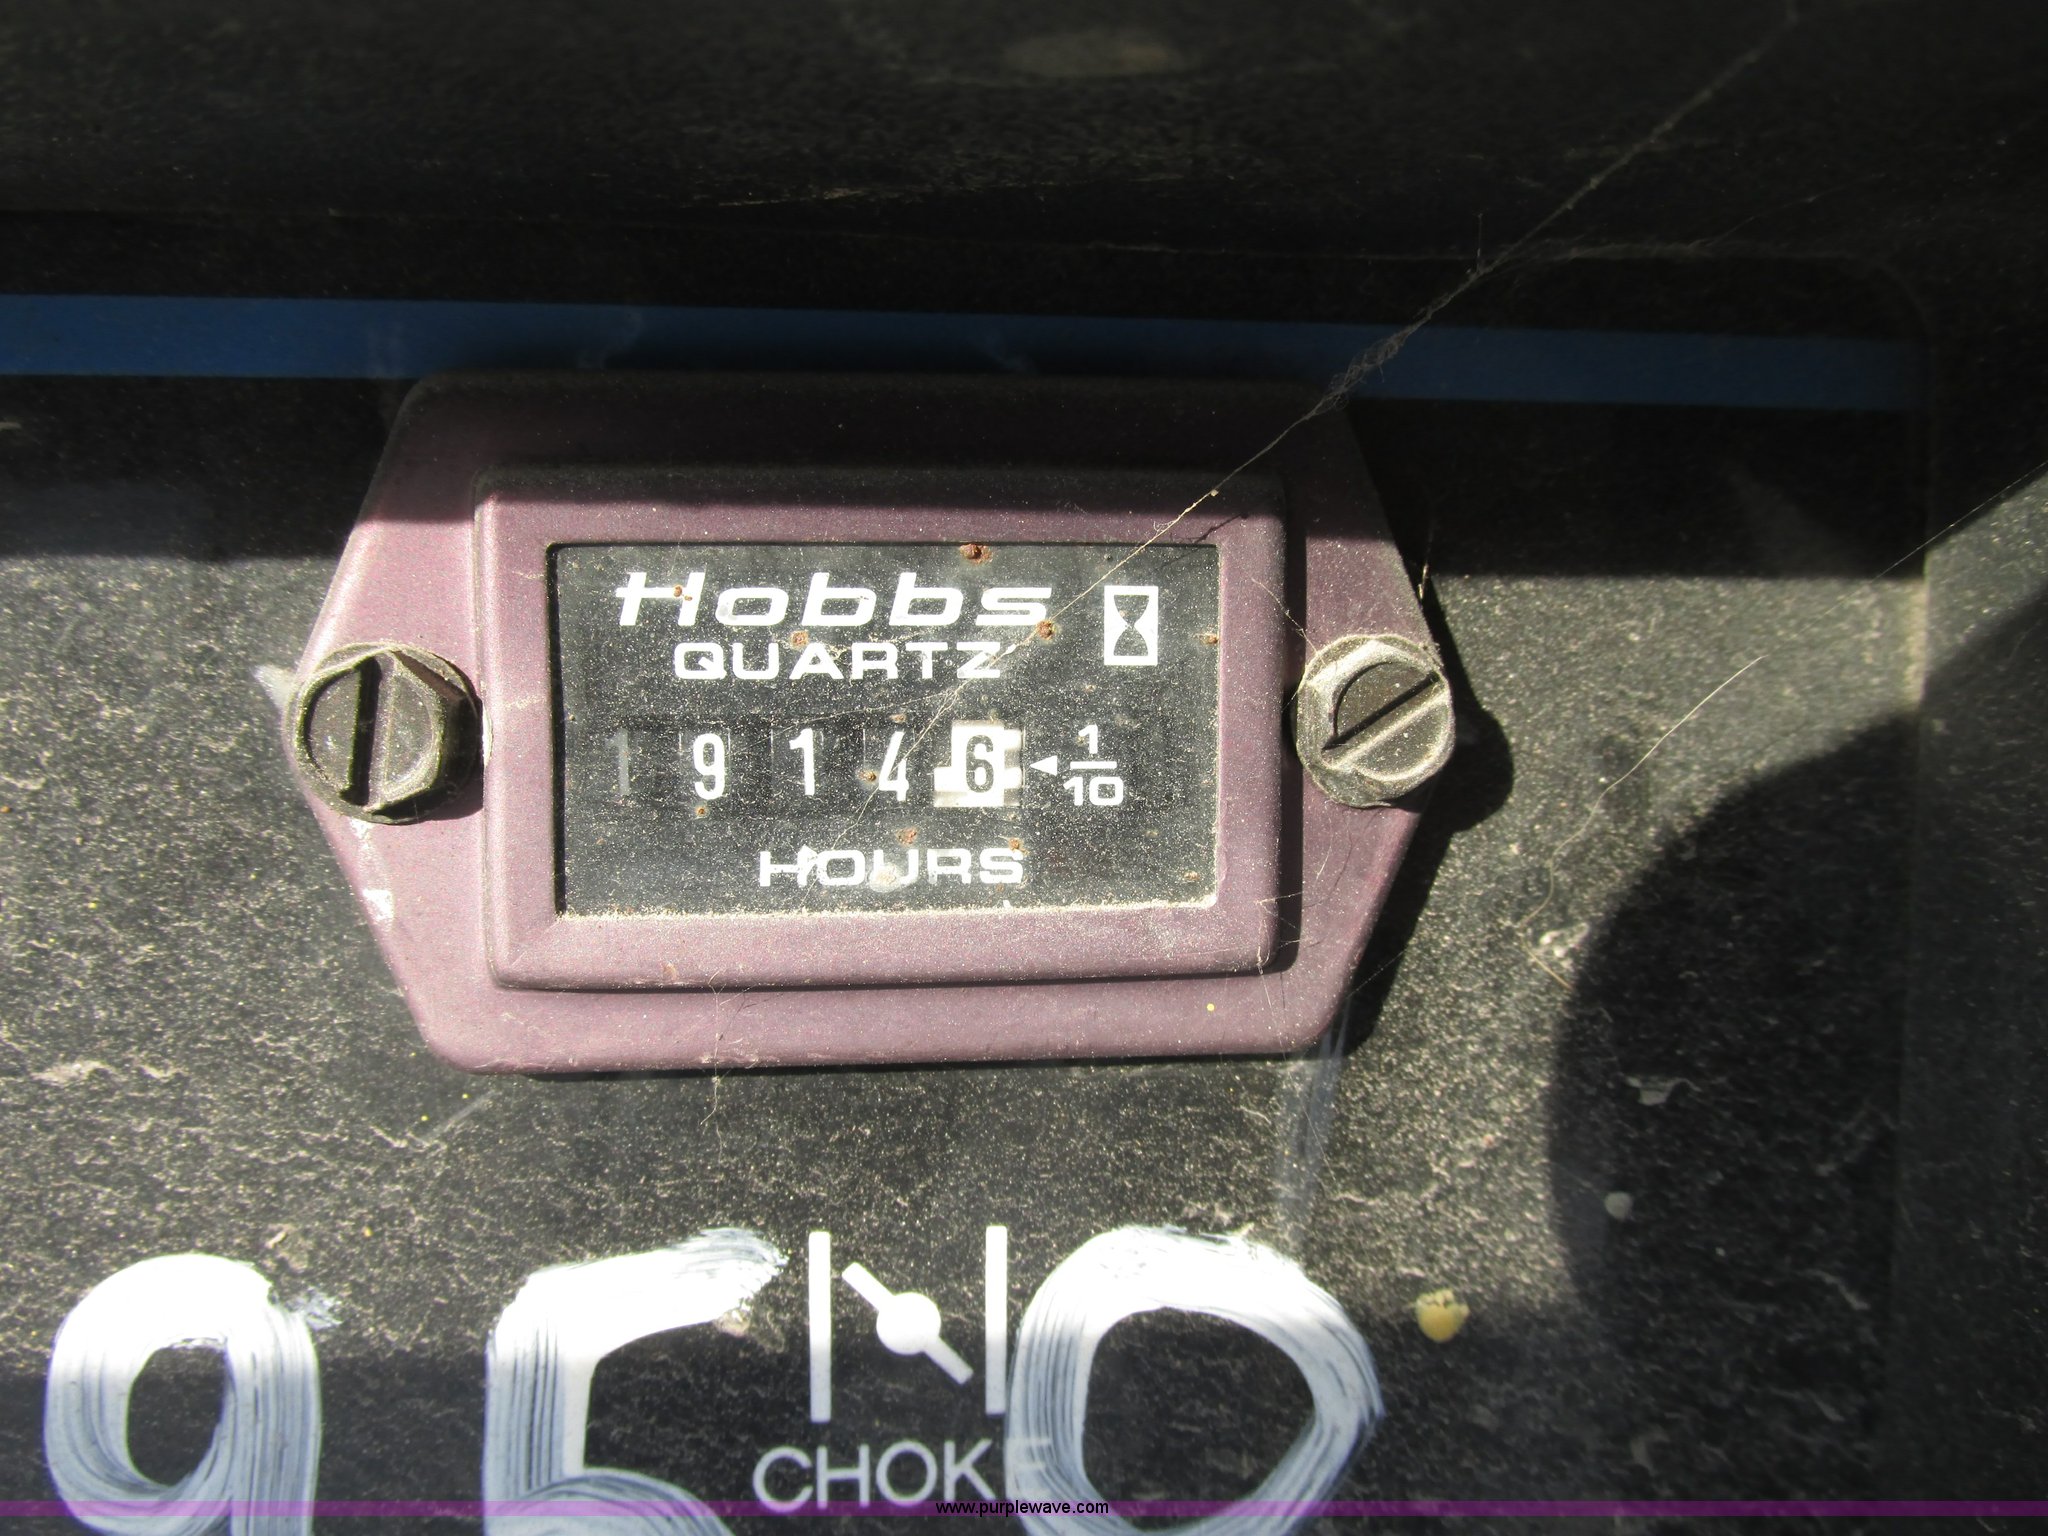 Hobbs
QUARTZ
1 9 1 4 6 ◄ 1/10
HOURS
950
CHOKE
www.purplewave.com